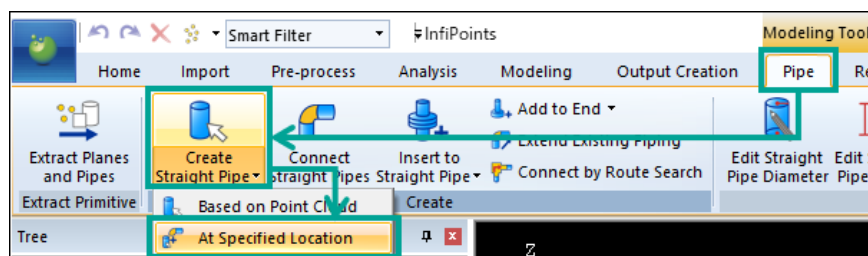 Smart Filter InfiPoints Modeling Tool
Home Import Pre-process Analysis Modeling Output Creation Pipe Re
Add to End
Extend Existing Piping
Connect by Route Search
Extract Planes
and Pipes
Create
Straight Pipe
Connect
Straight Pipes
Insert to
Straight Pipe
Edit Straight
Pipe Diameter
Edit
Pipe
Extract Primitive Create
Based on Point Cloud
At Specified Location
Tree
Z